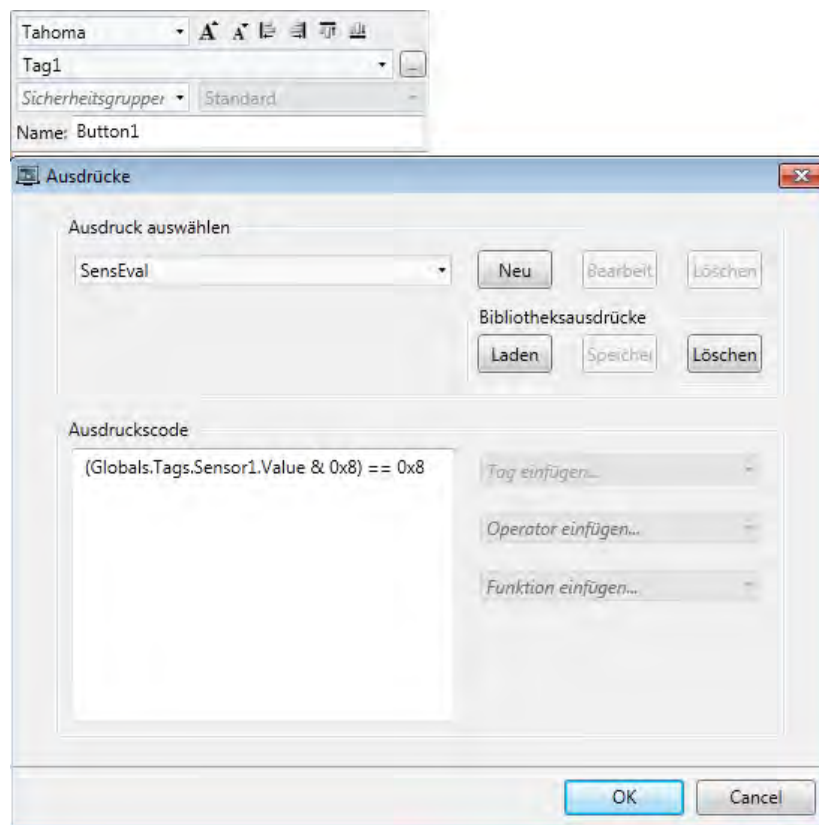 Tahoma
Tag1
Sicherheitsgrupper Standard
Name: Button1
Ausdrücke
Ausdruck auswählen
SensEval Neu Bearbeit Löschen
Bibliotheksausdrücke
Laden Speicher Löschen
Ausdruckscode
(Globals.Tags.Sensor1.Value & 0x8) == 0x8
Tag einfügen...
Operator einfügen...
Funktion einfügen...
OK Cancel